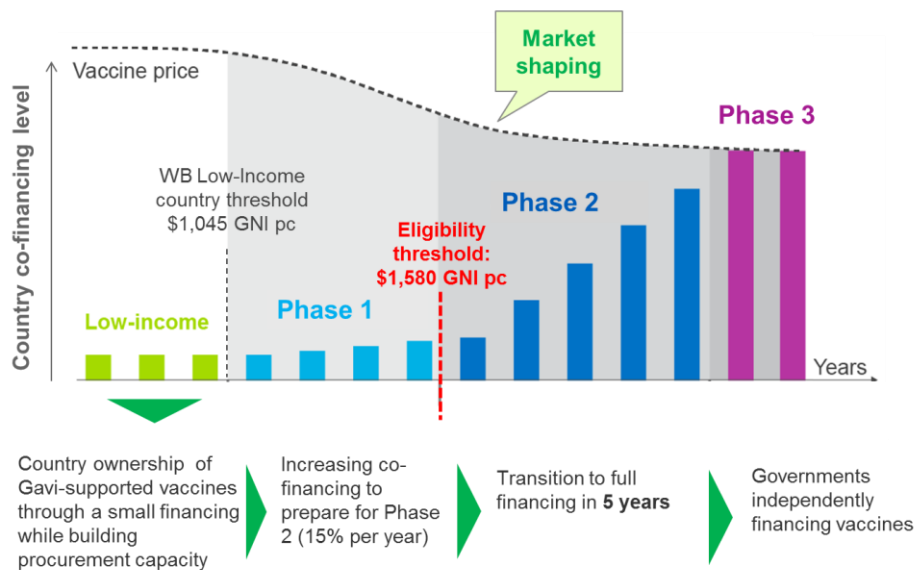 Market
shaping
Vaccine price
Phase 3
Country co-financing level
WB Low-Income
country threshold
$1,045 GNI pc
Phase 2
Eligibility
threshold:
$1,580 GNI pc
Low-income
Phase 1
Years
Country ownership of
Gavi-supported vaccines
through a small financing
while building
procurement capacity
Increasing co-
financing to
prepare for Phase
2 (15% per year)
Transition to full
financing in 5 years
Governments
independently
financing vaccines